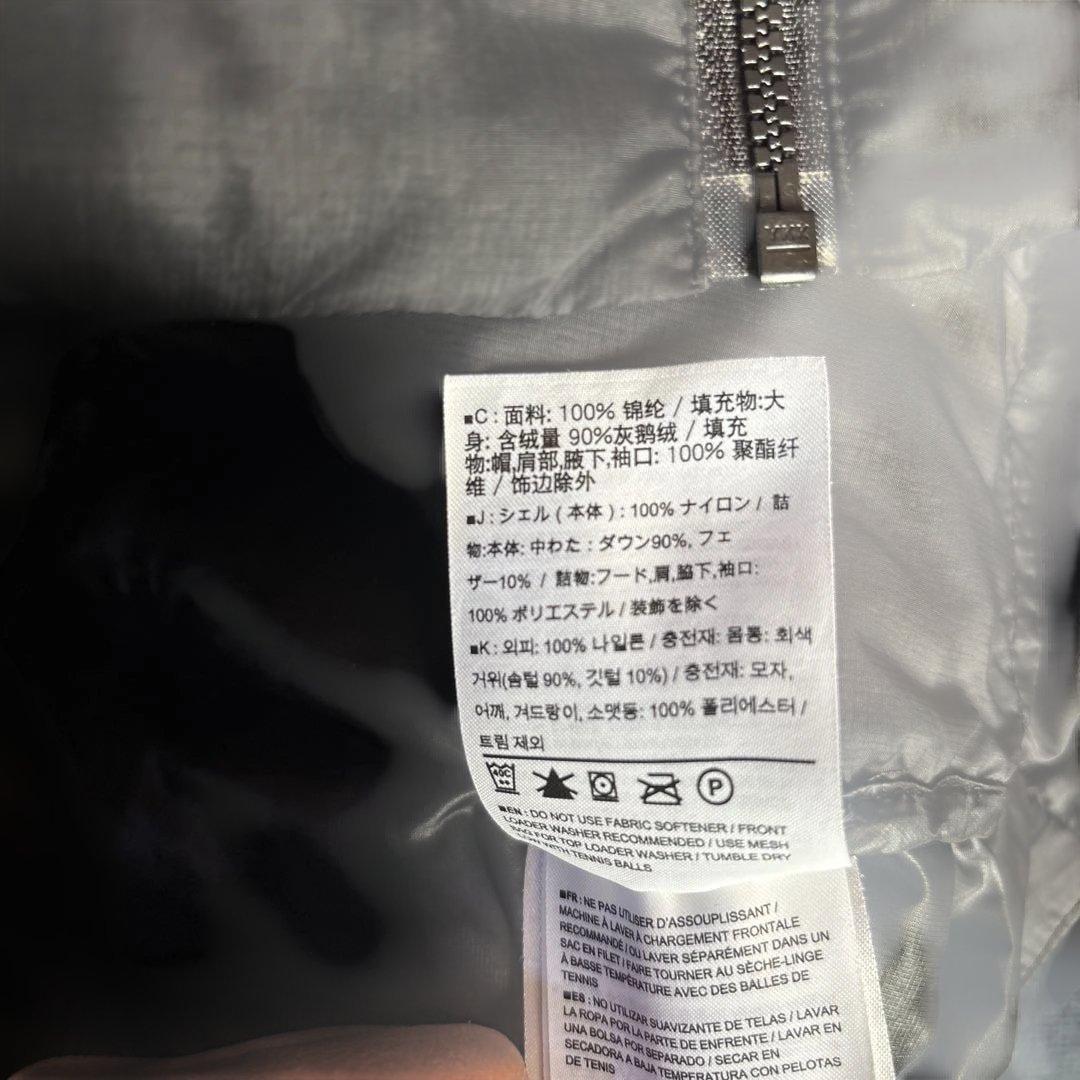 YKK
■C : 面料: 100% 锦纶 / 填充物:大
身: 含绒量 90%灰鹅绒 / 填充
物:帽,肩部,腋下,袖口: 100% 聚酯纤
维 / 饰边除外
■J : シェル ( 本体 ) : 100% ナイロン / 詰
物:本体: 中わた : ダウン90%, フェ
ザー10% / 詰物:フード,肩,脇下,袖口:
100% ポリエステル / 装飾を除く
■K : 외피: 100% 나일론 / 충전재: 몸통: 회색
거위(솜털 90%, 깃털 10%) / 충전재: 모자,
어깨, 겨드랑이, 소맷동: 100% 폴리에스터 /
트림 제외
40C
P
■EN : DO NOT USE FABRIC SOFTENER / FRONT
LOADER WASHER RECOMMENDED / USE MESH
BAG FOR TOP LOADER WASHER / TUMBLE DRY
LOW WITH TENNIS BALLS
■FR : NE PAS UTILISER D'ASSOUPLISSANT /
MACHINE À LAVER À CHARGEMENT FRONTALE
RECOMMANDÉ / OU LAVER SÉPARÉMENT DANS UN
SAC EN FILET / FAIRE TOURNER AU SÈCHE-LINGE
À BASSE TEMPÉRATURE AVEC DES BALLES DE
TENNIS
■ES : NO UTILIZAR SUAVIZANTE DE TELAS / LAVAR
LA ROPA POR LA PARTE DE ENFRENTE / LAVAR EN
UNA BOLSA POR SEPARADO / SECAR EN
SECADORA A BAJA TEMPERATURA CON PELOTAS
DE TENIS